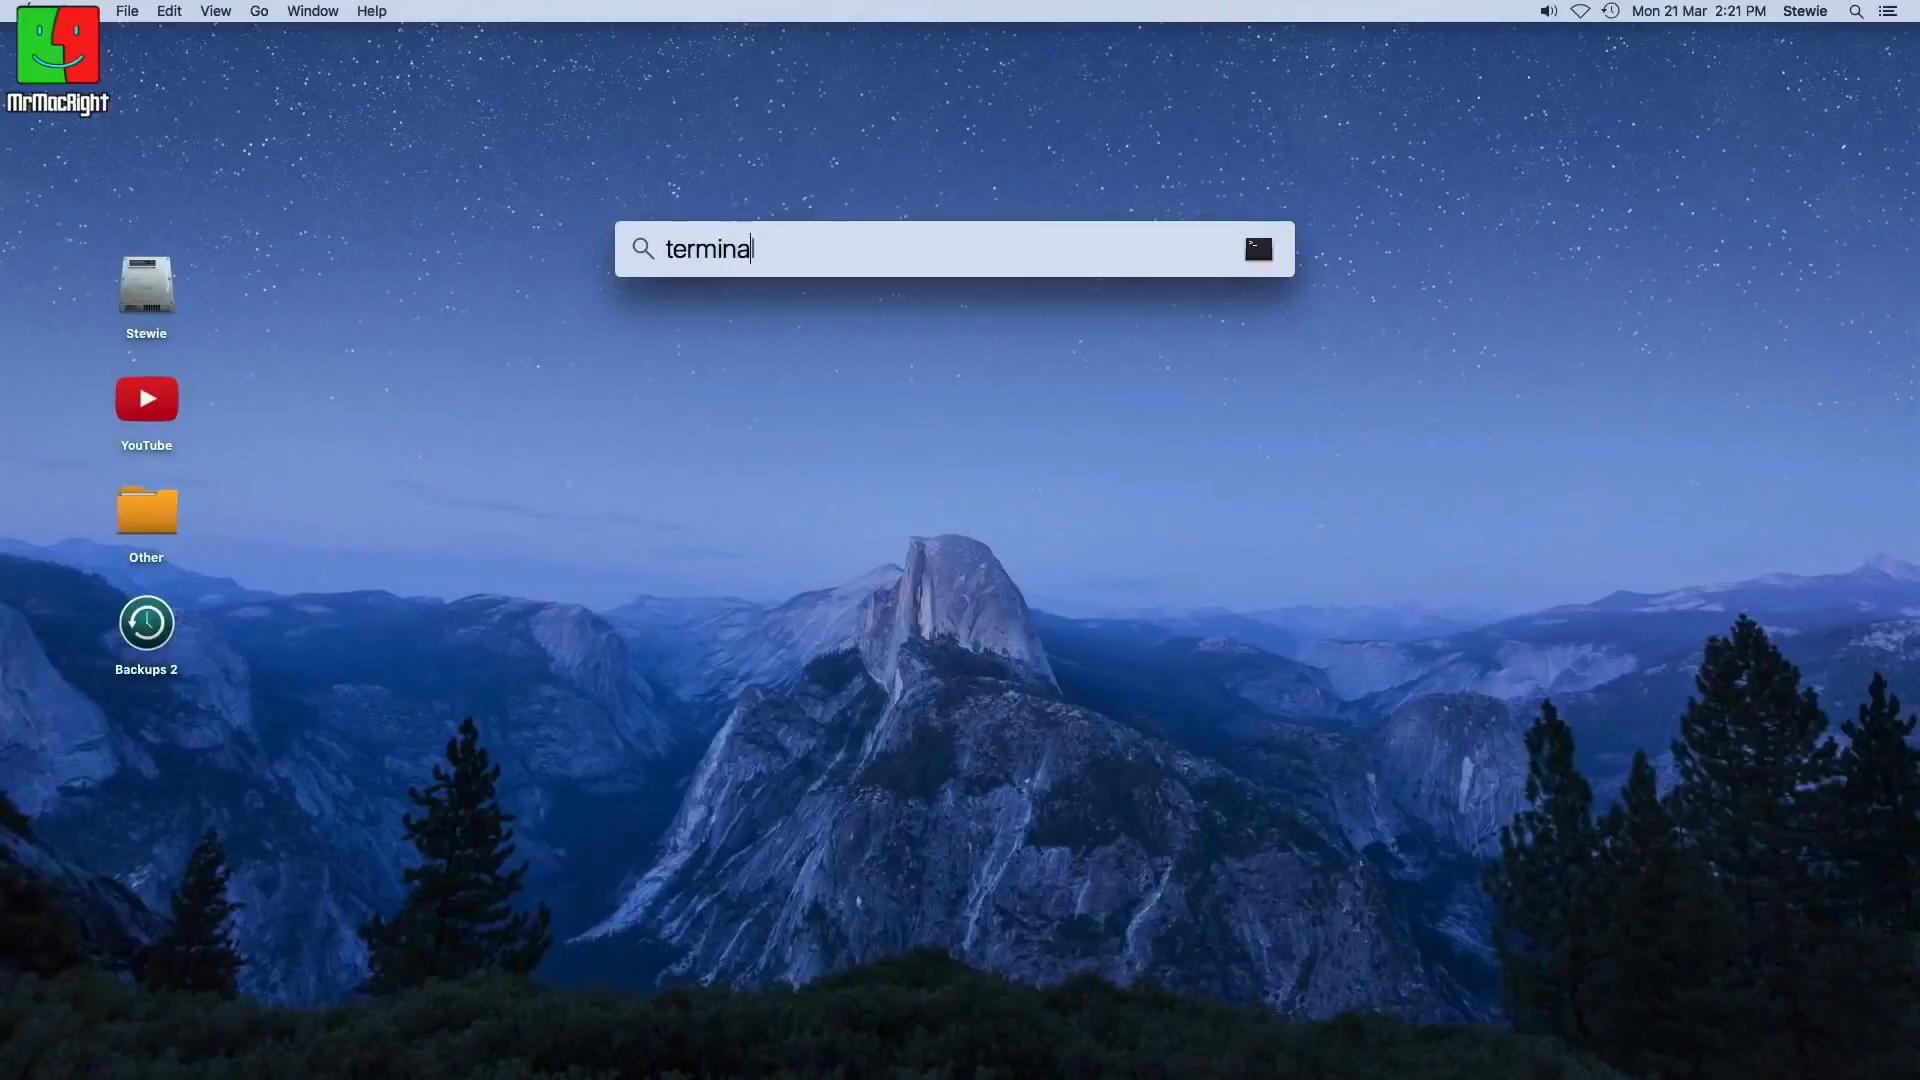 File Edit View Go Window Help
Mon 21 Mar 2:21 PM Stewie
MrMacRight
terminal
Stewie
YouTube
Other
Backups 2